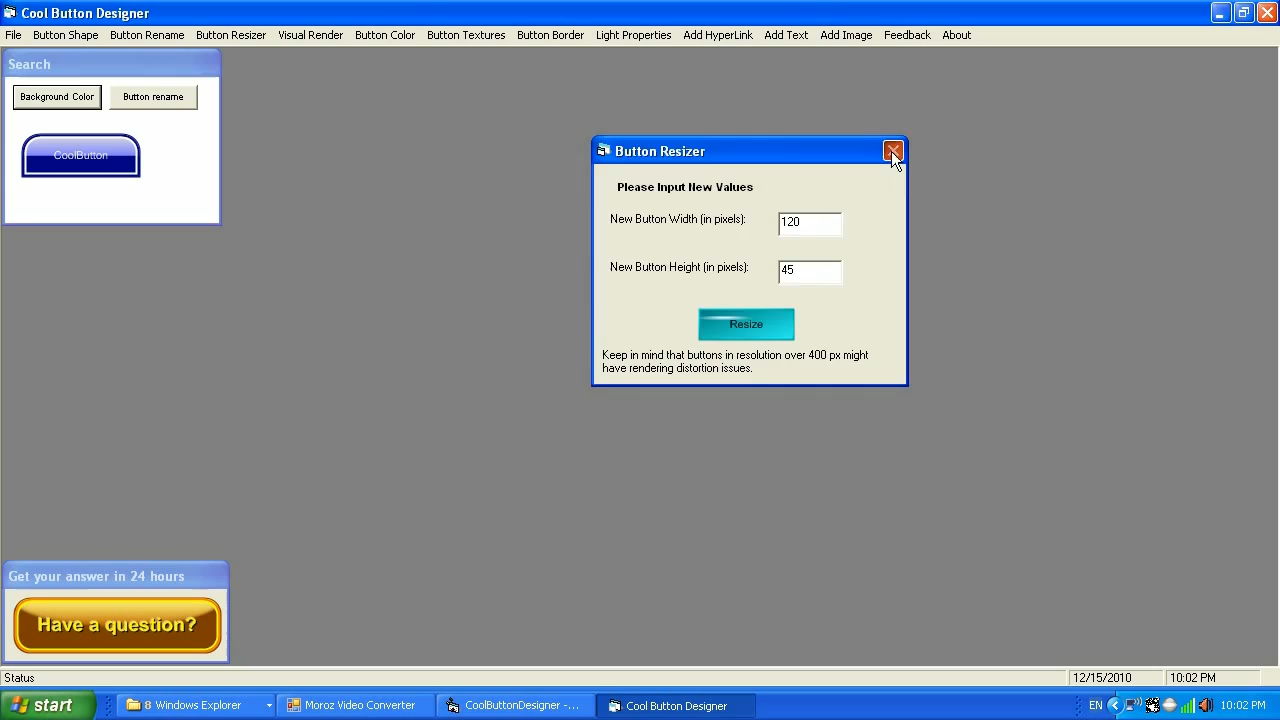 Cool Button Designer
File Button Shape Button Rename Button Resizer Visual Render Button Color Button Textures Button Border Light Properties Add HyperLink Add Text Add Image Feedback About
Search
Background Color Button rename
CoolButton
Button Resizer
Please Input New Values
New Button Width (in pixels): 120
New Button Height (in pixels): 45
Resize
Keep in mind that buttons in resolution over 400 px might
have rendering distortion issues.
Get your answer in 24 hours
Have a question?
Status 12/15/2010 10:02 PM
start 8 Windows Explorer Moroz Video Converter CoolButtonDesigner -... Cool Button Designer EN 10:02 PM